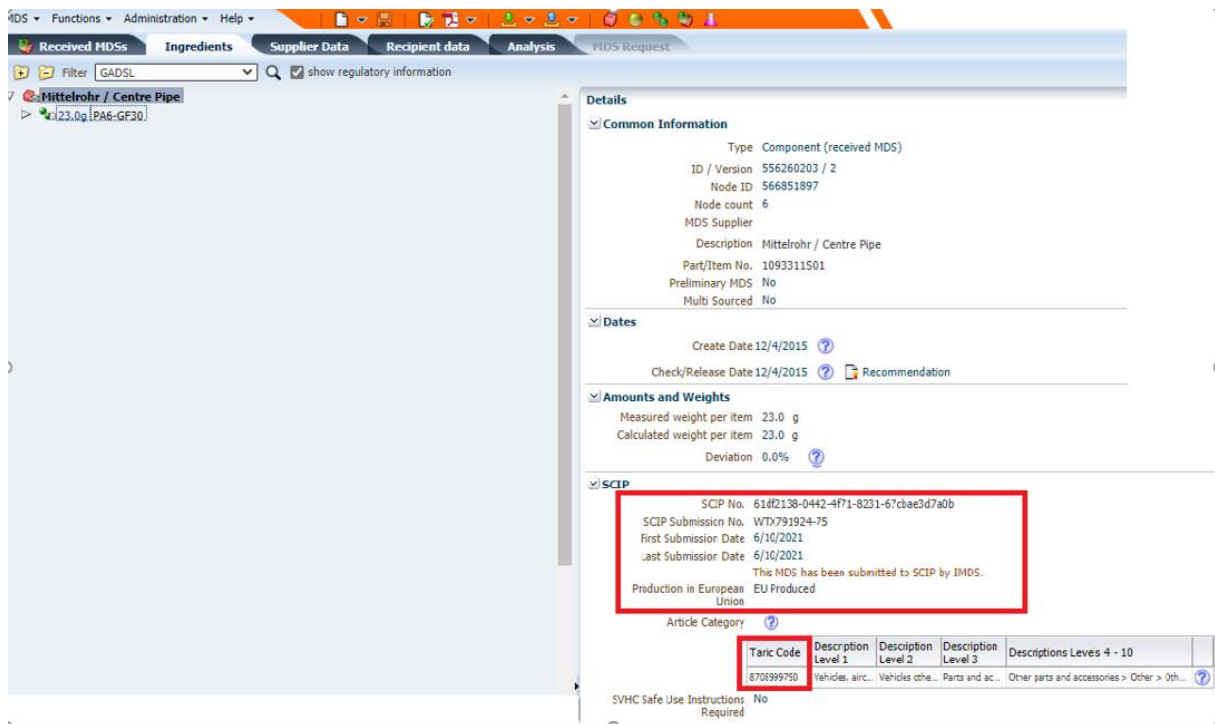 MDS Functions Administration Help
Received MDSs Ingredients Supplier Data Recipient data Analysis MDS Request
Filter GADSL show regulatory information
Mittelrohr / Centre Pipe
23.0g PA6-GF30
Details
Common Information
Type Component (received MDS)
ID / Version 556260203 / 2
Node ID 566851897
Node count 6
MDS Supplier
Description Mittelrohr / Centre Pipe
Part/Item No. 1093311S01
Preliminary MDS No
Multi Sourced No
Dates
Create Date 12/4/2015
Check/Release Date 12/4/2015 Recommendation
Amounts and Weights
Measured weight per item 23.0 g
Calculated weight per item 23.0 g
Deviation 0.0%
SCIP
SCIP No. 61df2138-0442-4f71-8231-67cbae3d7a0b
SCIP Submission No. WTX791924-75
First Submission Date 6/10/2021
Last Submission Date 6/10/2021
This MDS has been submitted to SCIP by IMDS.
Production in European EU Produced
Union
Article Category
Taric Code Description Level 1 Description Level 2 Description Level 3 Descriptions Levels 4 - 10
8708999750 Vehicles, airc... Vehicles othe... Parts and ac... Other parts and accessories > Other > Oth...
SVHC Safe Use Instructions No
Required